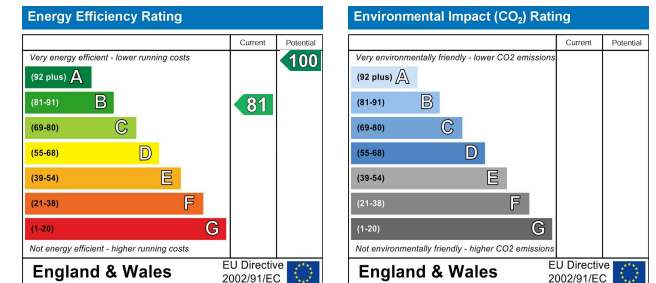 Energy Efficiency Rating
Current Potential
Very energy efficient - lower running costs
(92 plus) A
(81-91) B
(69-80) C
(55-68) D
(39-54) E
(21-38) F
(1-20) G
100
81
Not energy efficient - higher running costs
England & Wales
EU Directive
2002/91/EC
Environmental Impact (CO₂) Rating
Current Potential
Very environmentally friendly - lower CO2 emissions
(92 plus) A
(81-91) B
(69-80) C
(55-68) D
(39-54) E
(21-38) F
(1-20) G
Not environmentally friendly - higher CO2 emissions
England & Wales
EU Directive
2002/91/EC